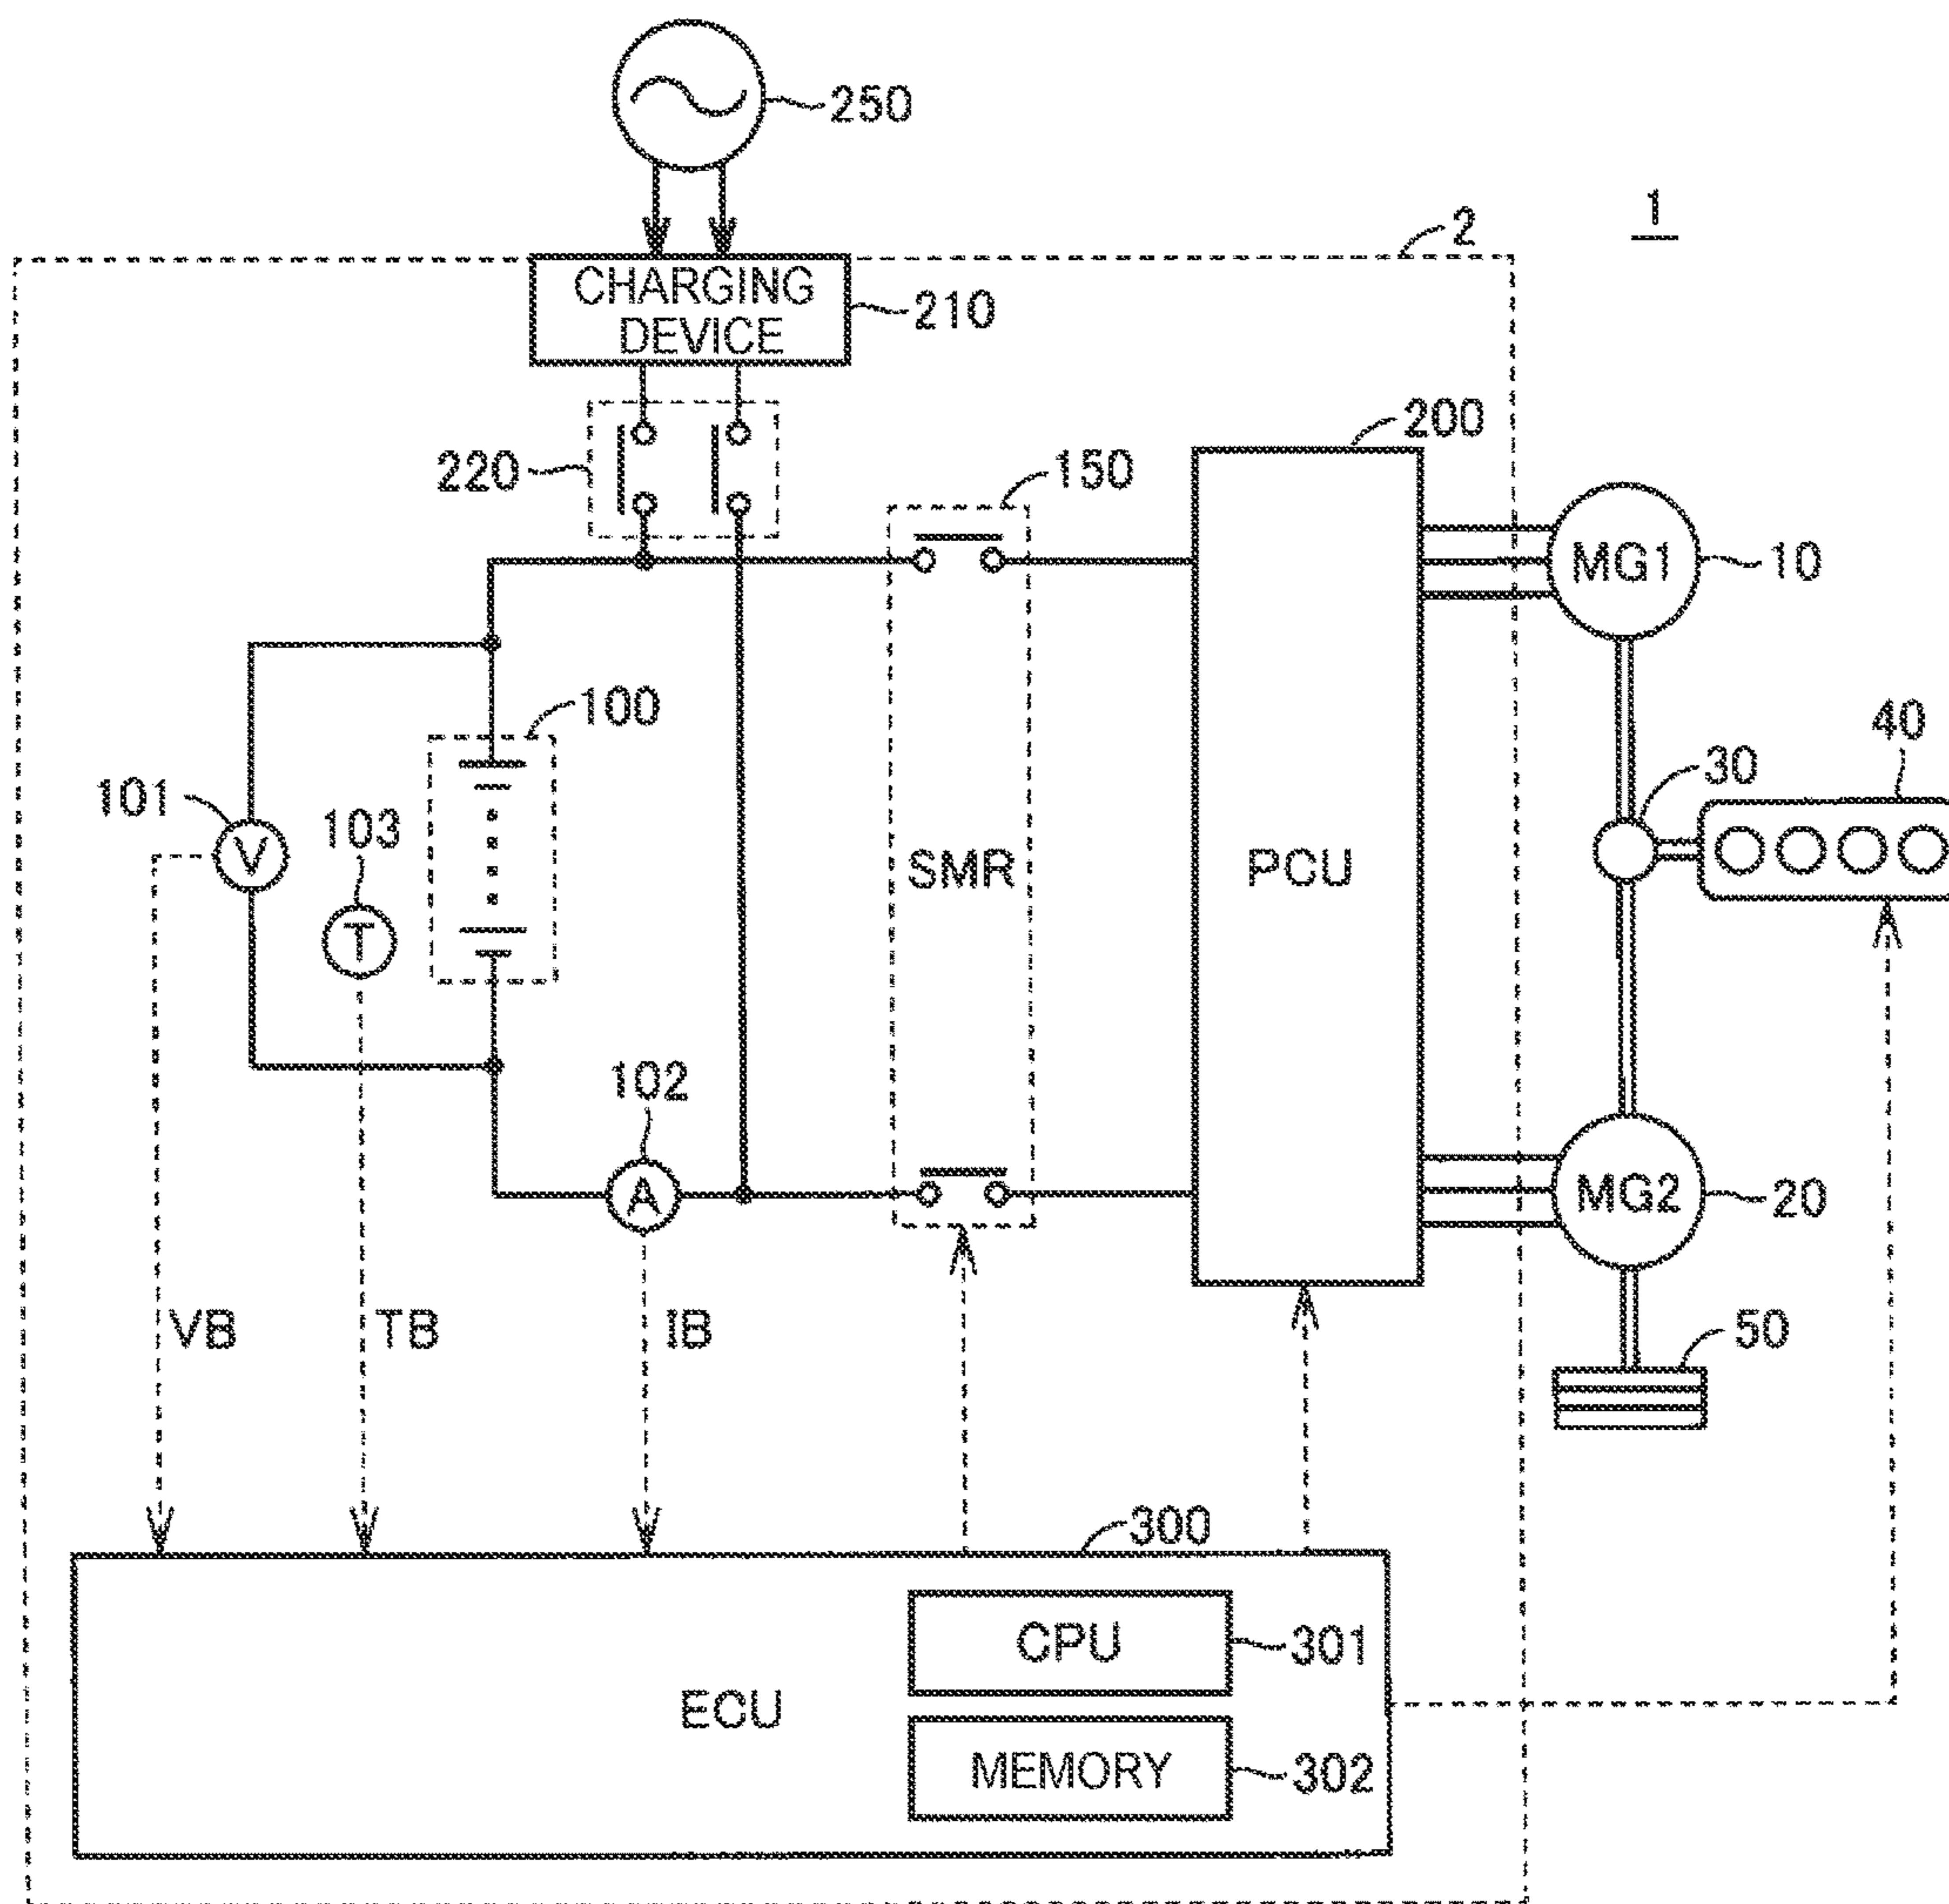 250
1
2
CHARGING
DEVICE
210
200
220
150
MG1
10
100
40
30
101
103
V
T
SMR
PCU
102
A
MG2
20
VB
TB
IB
50
300
CPU
301
ECU
MEMORY
302